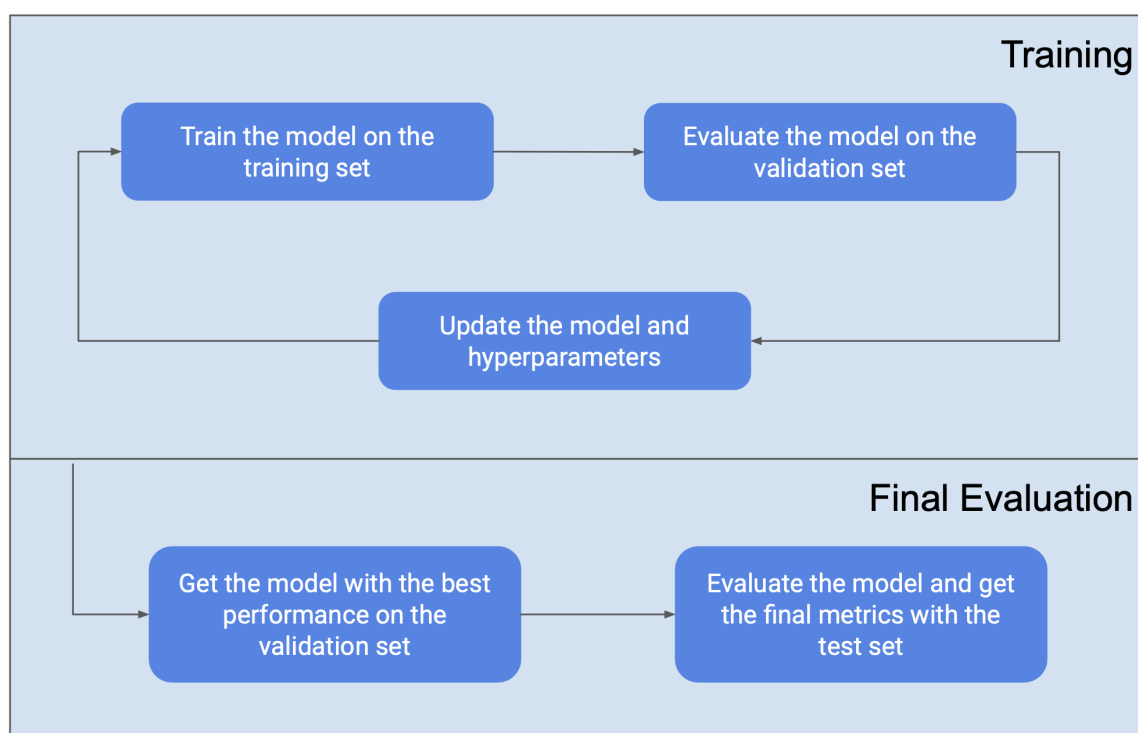 Training
Train the model on the
training set
Evaluate the model on the
validation set
Update the model and
hyperparameters
Final Evaluation
Get the model with the best
performance on the
validation set
Evaluate the model and get
the final metrics with the
test set